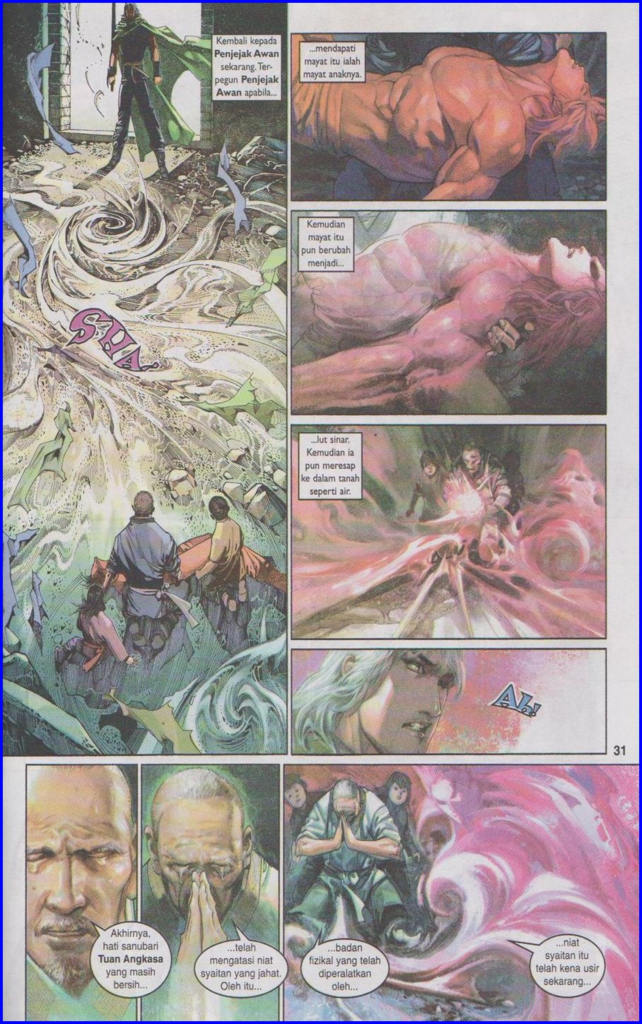 Kembali kepada
Penjejak Awan
sekarang. Ter-
pegun Penjejak
Awan apabila...
...mendapati
mayat itu ialah
mayat anaknya.
Kemudian
mayat itu
pun berubah
menjadi...
SHA
...lut sinar.
Kemudian ia
pun meresap
ke dalam tanah
seperti air.
Ah!
31
Akhirnya,
hati sanubari
Tuan Angkasa
yang masih
bersih...
...telah
mengatasi niat
syaitan yang jahat.
Oleh itu...
...badan
fizikal yang telah
diperalatkan
oleh...
...niat
syaitan itu
telah kena usir
sekarang...